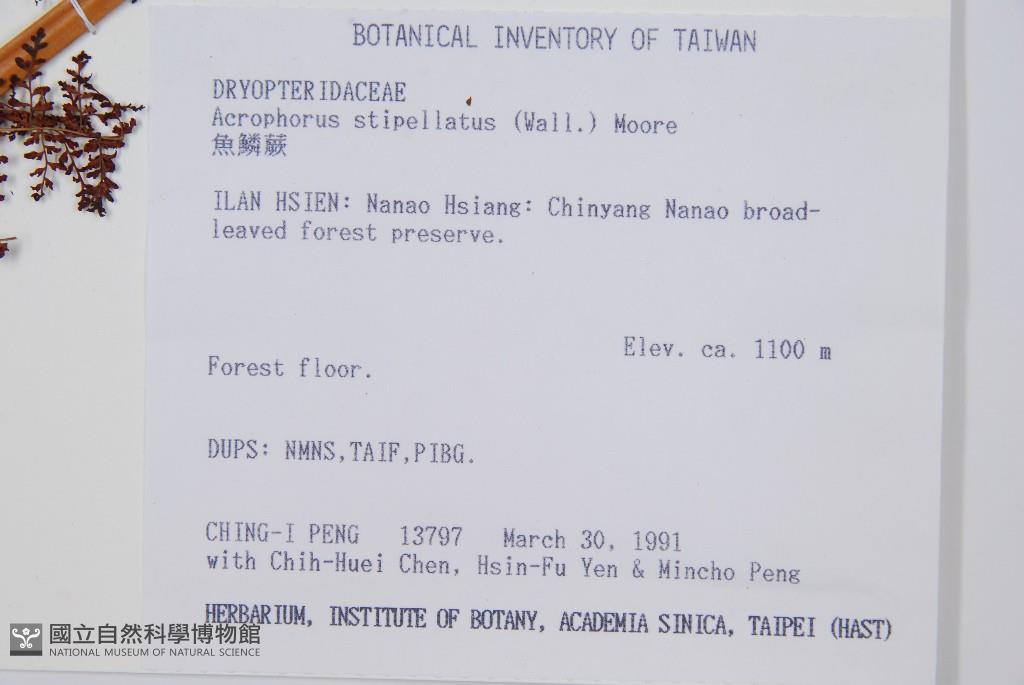 BOTANICAL INVENTORY OF TAIWAN
DRYOPTERIDACEAE
Acrophorus stipellatus (Wall.) Moore
魚鱗蕨
ILAN HSIEN: Nanao Hsiang: Chinyang Nanao broad-
leaved forest preserve.
Elev. ca. 1100 m
Forest floor.
DUPS: NMNS,TAIF,PIBG.
CHING-I PENG 13797 March 30, 1991
with Chih-Huei Chen, Hsin-Fu Yen & Mincho Peng
HERBARIUM, INSTITUTE OF BOTANY, ACADEMIA SINICA, TAIPEI (HAST)
國立自然科學博物館
NATIONAL MUSEUM OF NATURAL SCIENCE